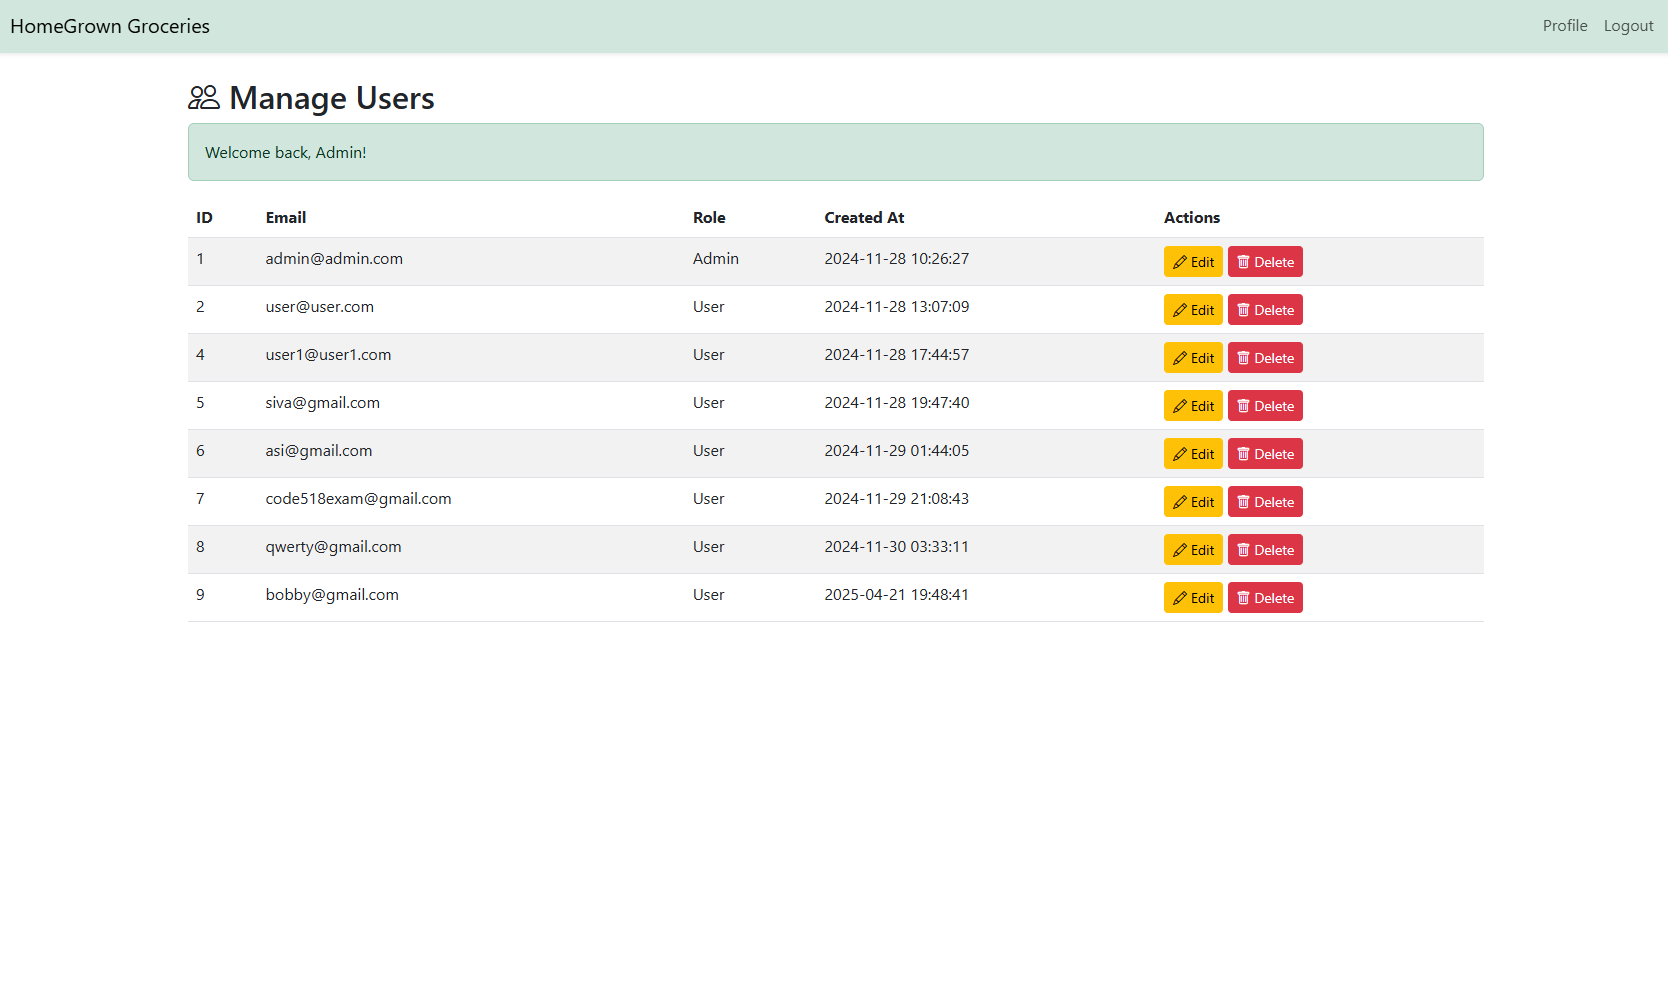 HomeGrown Groceries Profile Logout
Manage Users
Welcome back, Admin!
ID Email Role Created At Actions
1 admin@admin.com Admin 2024-11-28 10:26:27 Edit Delete
2 user@user.com User 2024-11-28 13:07:09 Edit Delete
4 user1@user1.com User 2024-11-28 17:44:57 Edit Delete
5 siva@gmail.com User 2024-11-28 19:47:40 Edit Delete
6 asi@gmail.com User 2024-11-29 01:44:05 Edit Delete
7 code518exam@gmail.com User 2024-11-29 21:08:43 Edit Delete
8 qwerty@gmail.com User 2024-11-30 03:33:11 Edit Delete
9 bobby@gmail.com User 2025-04-21 19:48:41 Edit Delete